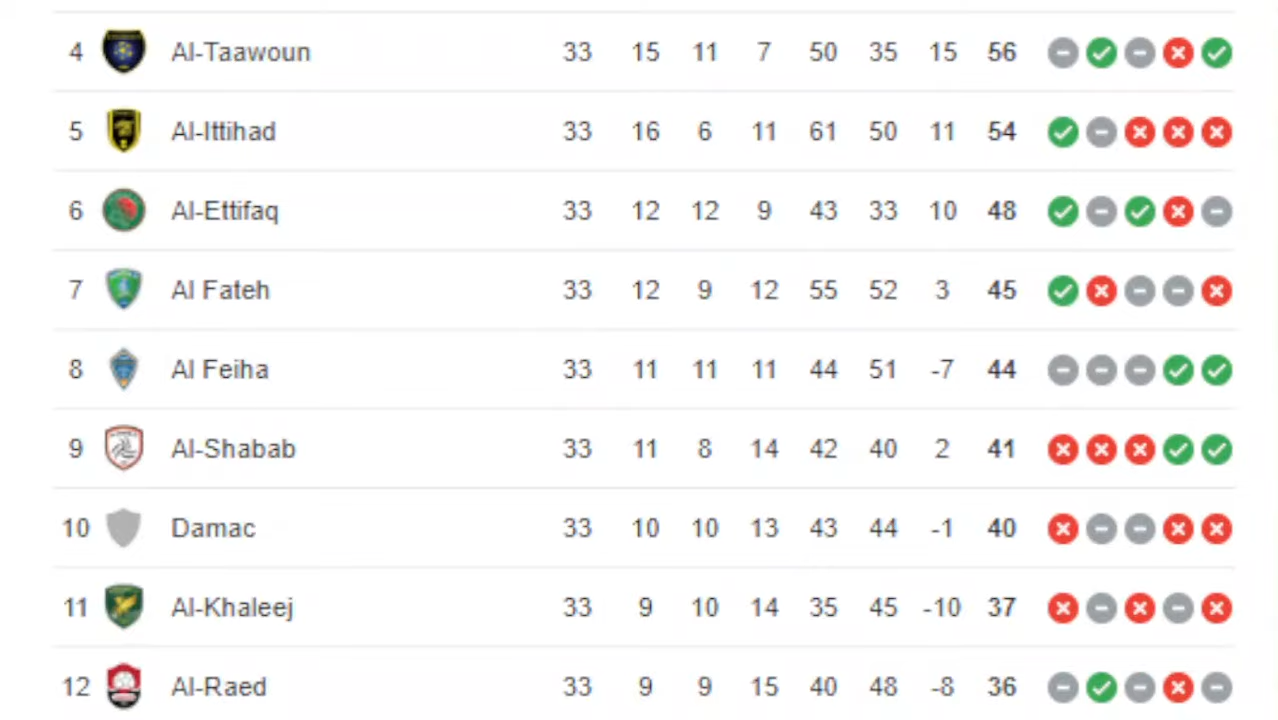 4 Al-Taawoun 33 15 11 7 50 35 15 56
5 Al-Ittihad 33 16 6 11 61 50 11 54
6 Al-Ettifaq 33 12 12 9 43 33 10 48
7 Al Fateh 33 12 9 12 55 52 3 45
8 Al Feiha 33 11 11 11 44 51 -7 44
9 Al-Shabab 33 11 8 14 42 40 2 41
10 Damac 33 10 10 13 43 44 -1 40
11 Al-Khaleej 33 9 10 14 35 45 -10 37
12 Al-Raed 33 9 9 15 40 48 -8 36